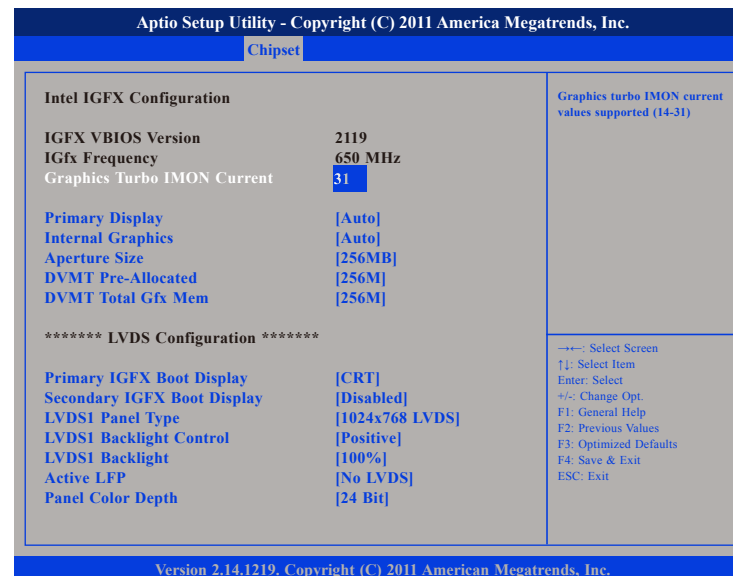 Aptio Setup Utility - Copyright (C) 2011 America Megatrends, Inc.
Chipset
Intel IGFX Configuration
IGFX VBIOS Version 2119
IGfx Frequency 650 MHz
Graphics Turbo IMON Current 31
Primary Display [Auto]
Internal Graphics [Auto]
Aperture Size [256MB]
DVMT Pre-Allocated [256M]
DVMT Total Gfx Mem [256M]
******* LVDS Configuration *******
Primary IGFX Boot Display [CRT]
Secondary IGFX Boot Display [Disabled]
LVDS1 Panel Type [1024x768 LVDS]
LVDS1 Backlight Control [Positive]
LVDS1 Backlight [100%]
Active LFP [No LVDS]
Panel Color Depth [24 Bit]
Graphics turbo IMON current
values supported (14-31)
→←: Select Screen
↑↓: Select Item
Enter: Select
+/-: Change Opt.
F1: General Help
F2: Previous Values
F3: Optimized Defaults
F4: Save & Exit
ESC: Exit
Version 2.14.1219. Copyright (C) 2011 American Megatrends, Inc.